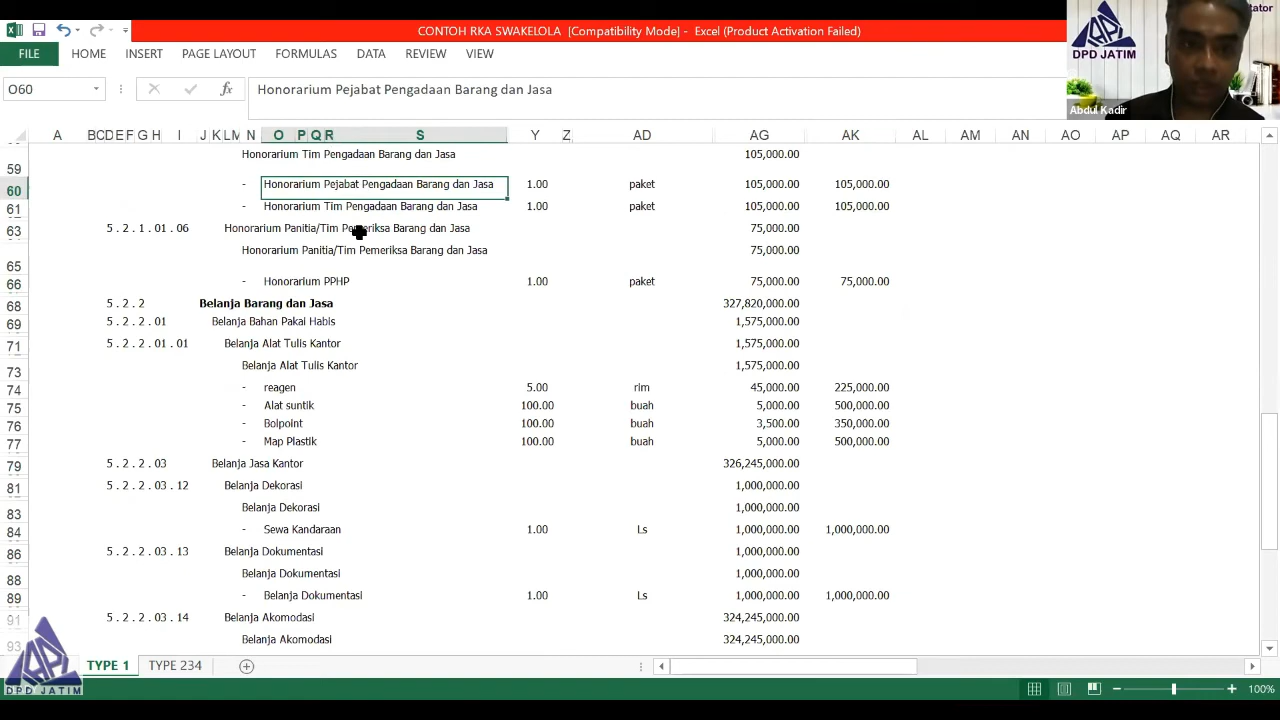 CONTOH RKA SWAKELOLA [Compatibility Mode] - Excel (Product Activation Failed)
FILE HOME INSERT PAGE LAYOUT FORMULAS DATA REVIEW VIEW
DPD JATIM
Abdul Kadir
O60 fx Honorarium Pejabat Pengadaan Barang dan Jasa
A B C D E F G H I J K L M N O P Q R S Y Z AD AG AK AL AM AN AO AP AQ AR
59 Honorarium Tim Pengadaan Barang dan Jasa 105,000.00
60 - Honorarium Pejabat Pengadaan Barang dan Jasa 1.00 paket 105,000.00 105,000.00
61 - Honorarium Tim Pengadaan Barang dan Jasa 1.00 paket 105,000.00 105,000.00
63 5 . 2 . 1 . 01 . 06 Honorarium Panitia/Tim Pemeriksa Barang dan Jasa 75,000.00
65 Honorarium Panitia/Tim Pemeriksa Barang dan Jasa 75,000.00
66 - Honorarium PPHP 1.00 paket 75,000.00 75,000.00
68 5 . 2 . 2 Belanja Barang dan Jasa 327,820,000.00
69 5 . 2 . 2 . 01 Belanja Bahan Pakai Habis 1,575,000.00
71 5 . 2 . 2 . 01 . 01 Belanja Alat Tulis Kantor 1,575,000.00
73 Belanja Alat Tulis Kantor 1,575,000.00
74 - reagen 5.00 rim 45,000.00 225,000.00
75 - Alat suntik 100.00 buah 5,000.00 500,000.00
76 - Bolpoint 100.00 buah 3,500.00 350,000.00
77 - Map Plastik 100.00 buah 5,000.00 500,000.00
79 5 . 2 . 2 . 03 Belanja Jasa Kantor 326,245,000.00
81 5 . 2 . 2 . 03 . 12 Belanja Dekorasi 1,000,000.00
83 Belanja Dekorasi 1,000,000.00
84 - Sewa Kandaraan 1.00 Ls 1,000,000.00 1,000,000.00
86 5 . 2 . 2 . 03 . 13 Belanja Dokumentasi 1,000,000.00
88 Belanja Dokumentasi 1,000,000.00
89 - Belanja Dokumentasi 1.00 Ls 1,000,000.00 1,000,000.00
91 5 . 2 . 2 . 03 . 14 Belanja Akomodasi 324,245,000.00
93 Belanja Akomodasi 324,245,000.00
TYPE 1 TYPE 234
DPD JATIM
100%